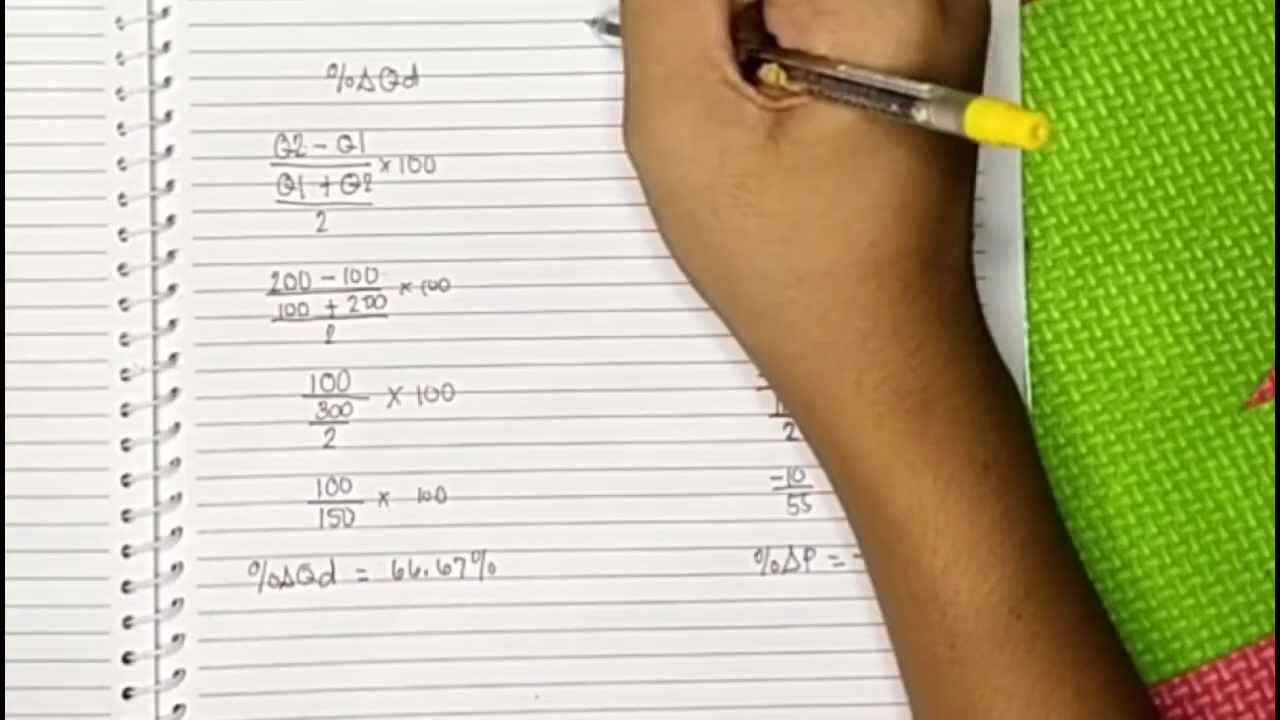 %ΔQd
Q2 - Q1
Q1 + Q2
× 100
2
200 - 100
100 + 200
× 100
2
100
300
× 100
2
100
150
× 100
%ΔQd = 66.67%
2
-10
55
%ΔP = -